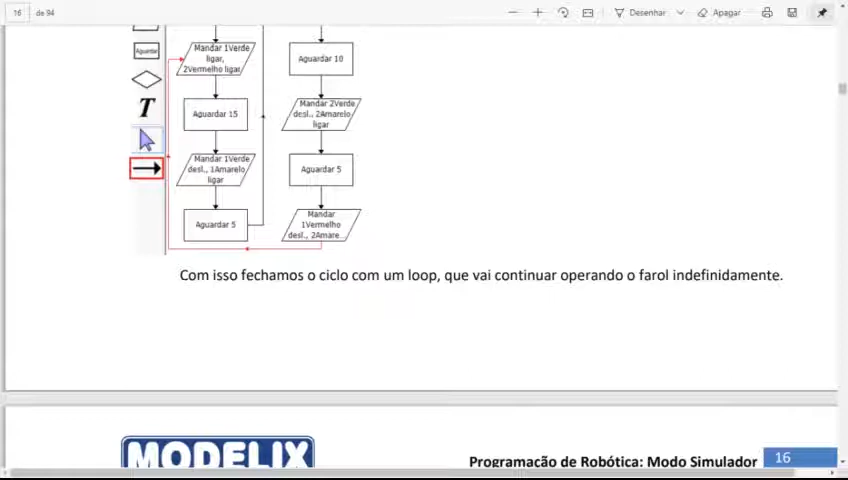 16 de 94 Desenhar Apagar
Mandar 1Verde
ligar,
2Vermelho ligar,
Aguardar 10
Aguardar
T
Aguardar 15
Mandar 2Verde
desl., 2Amarelo
ligar
Mandar 1Verde
desl., 1Amarelo
ligar
Aguardar 5
Aguardar 5
Mandar
1Vermelho
desl., 2Amare...
Com isso fechamos o ciclo com um loop, que vai continuar operando o farol indefinidamente.
MODELIX
Programação de Robótica: Modo Simulador 16